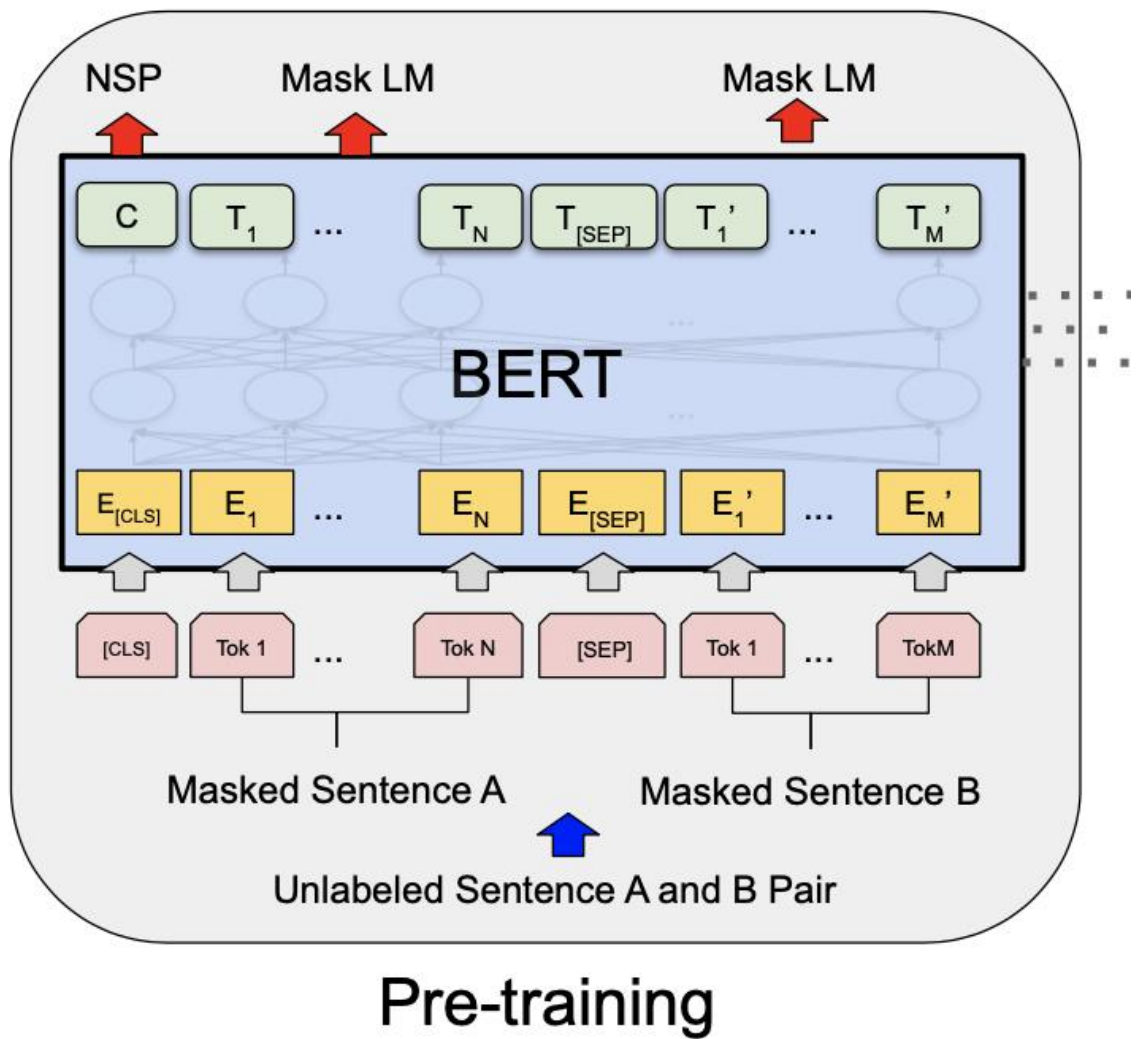 NSP Mask LM Mask LM
C T1 ... TN T[SEP] T1' ... TM'
...
BERT
...
E[CLS] E1 ... EN E[SEP] E1' ... EM'
[CLS] Tok 1 ... Tok N [SEP] Tok 1 ... TokM
Masked Sentence A Masked Sentence B
Unlabeled Sentence A and B Pair
Pre-training